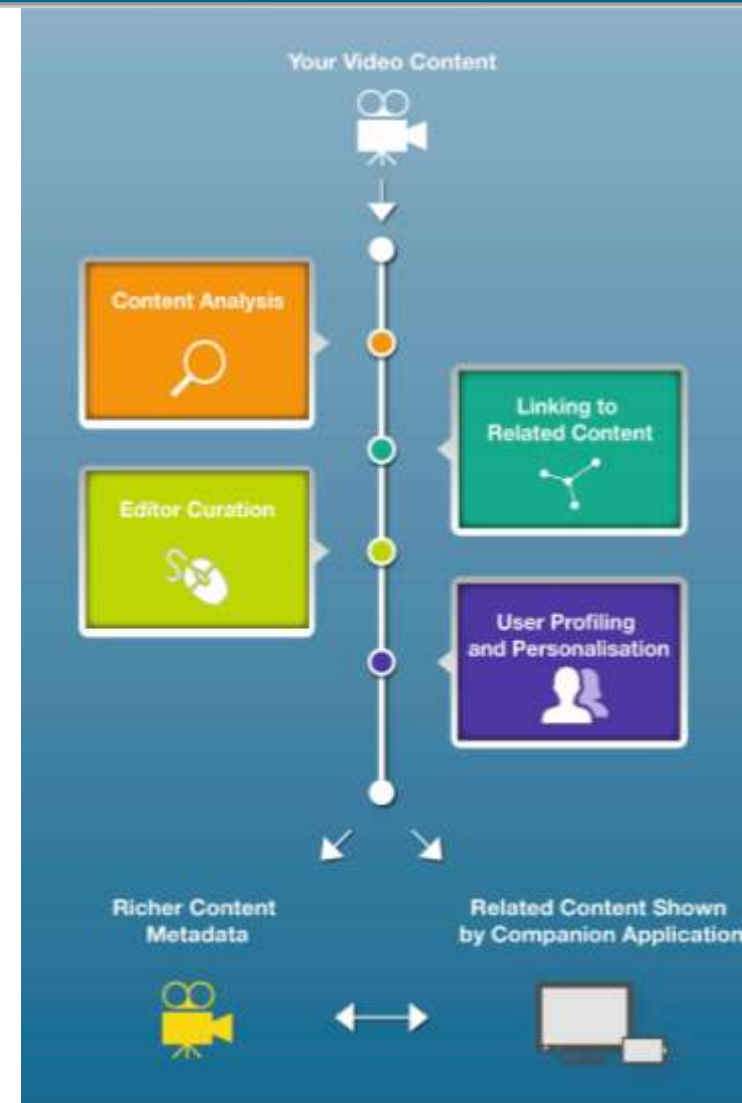 Your Video Content
Content Analysis
Linking to
Related Content
Editor Curation
User Profiling
and Personalisation
Richer Content
Metadata
Related Content Shown
by Companion Application